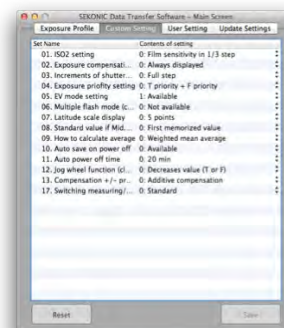 SEKONIC Data Transfer Software - Main Screen
Exposure Profile Custom Setting User Setting Update Settings
Set Name Contents of setting
01. ISO2 setting 0: Film sensitivity in 1/3 step
02. Exposure compensati... 0: Always displayed
03. Increments of shutter... 0: Full step
04. Exposure priofity setting 0: T priority + F priority
05. EV mode setting 1: Available
06. Multiple flash mode (c... 0: Not available
07. Latitude scale display 0: 5 points
08. Standard value if Mid.... 0: First memorized value
09. How to calculate average 0: Weighted mean average
10. Auto save on power off 0: Available
11. Auto power off time 0: 20 min
12. Jog wheel function (cl... 0: Decreases value (T or F)
13. Compensation +/- pr... 0: Additive compensation
17. Switching measuring/... 0: Standard
Reset Save